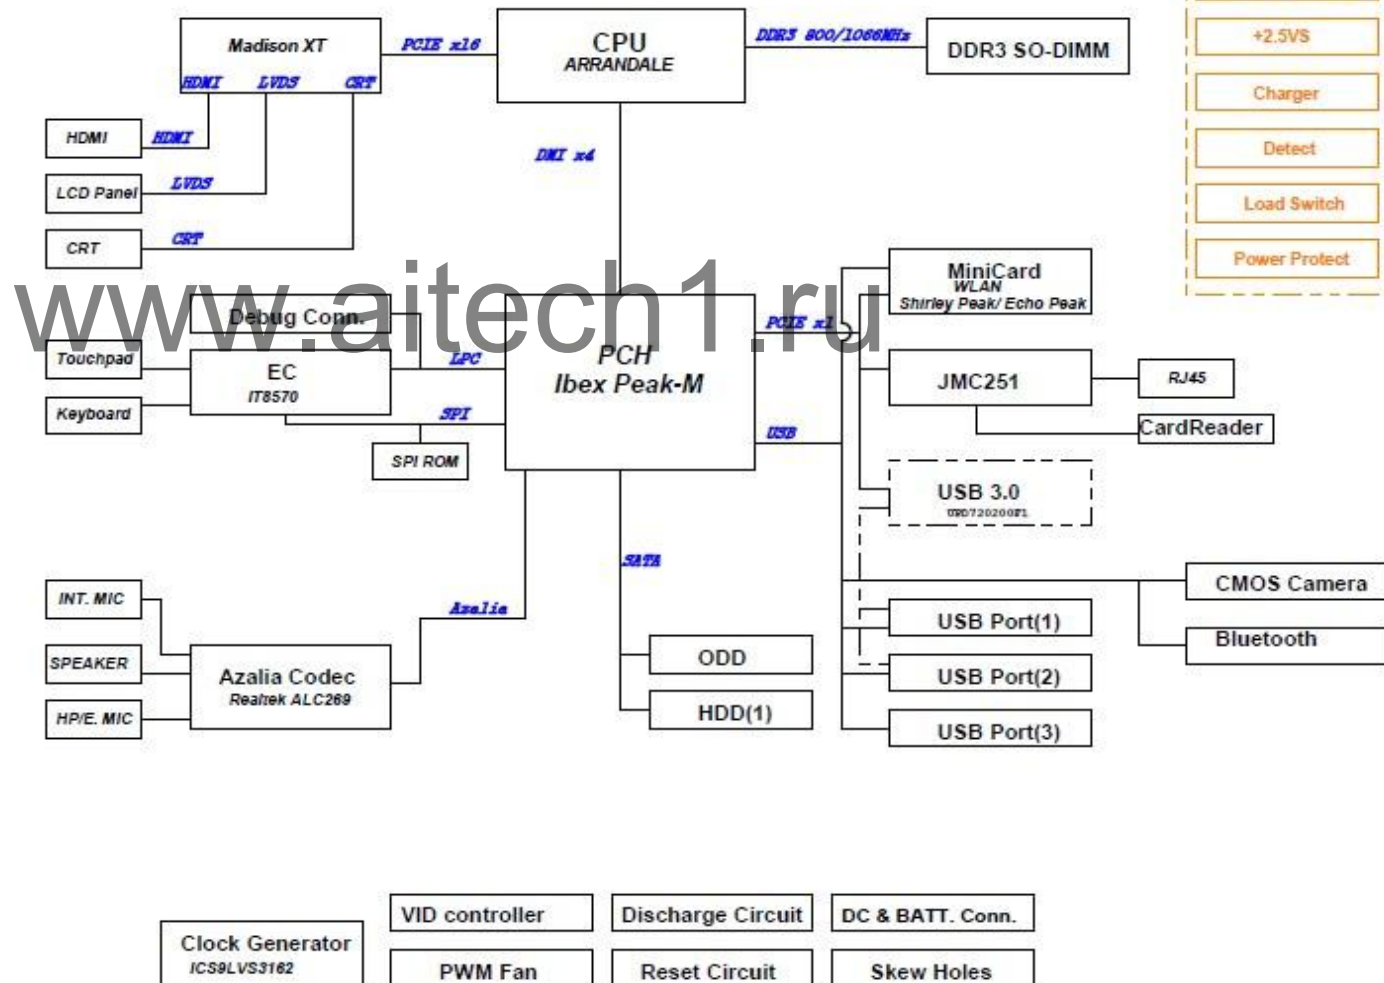 Madison XT
HDMI LVDS CRT
PCIE x16
CPU
ARRANDALE
DDR3 800/1066MHz
DDR3 SO-DIMM
+2.5VS
Charger
Detect
Load Switch
Power Protect
HDMI
HDMI
LCD Panel
LVDS
CRT
CRT
DMI x4
www.aitech1.ru
Debug Conn.
Touchpad
EC
IT8570
Keyboard
LPC
SPI
SPI ROM
PCH
Ibex Peak-M
PCIE x1
USB
MiniCard
WLAN
Shirley Peak/ Echo Peak
JMC251
RJ45
CardReader
USB 3.0
UPD720200F1
CMOS Camera
Bluetooth
USB Port(1)
USB Port(2)
USB Port(3)
SATA
ODD
HDD(1)
Azalia
INT. MIC
SPEAKER
HP/E. MIC
Azalia Codec
Realtek ALC269
Clock Generator
ICS9LVS3162
VID controller
Discharge Circuit
DC & BATT. Conn.
PWM Fan
Reset Circuit
Skew Holes